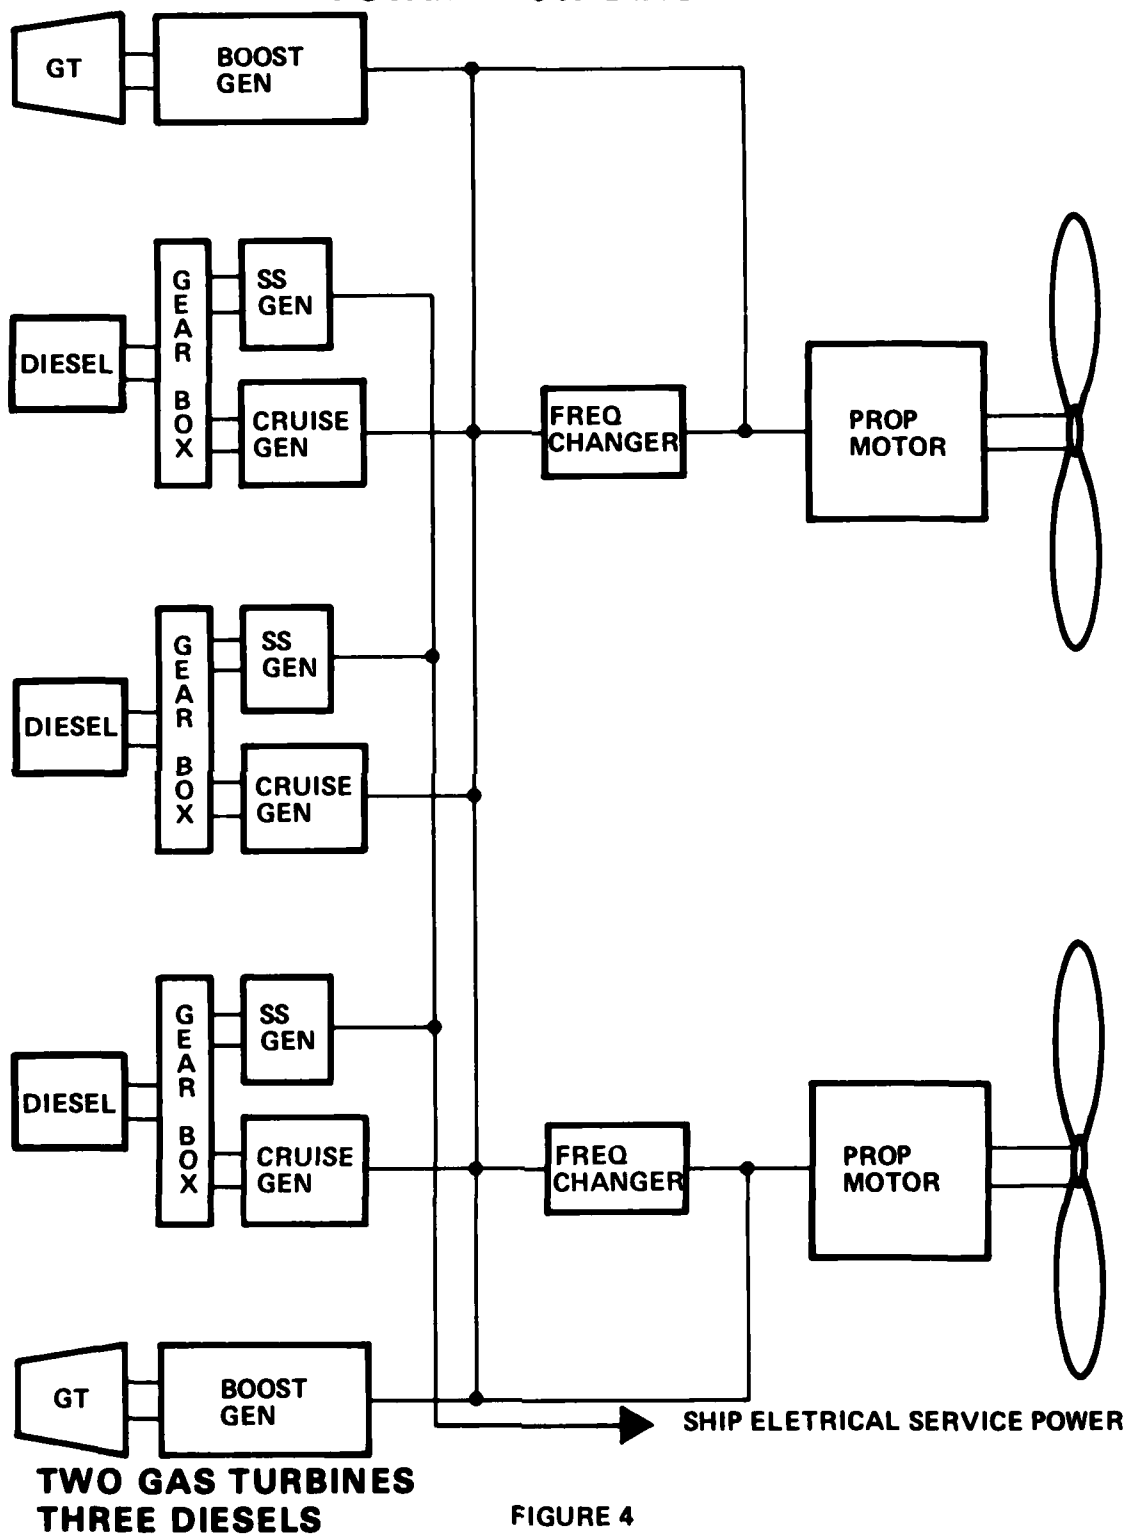 GT
BOOST
GEN
DIESEL
GEAR BOX
SS
GEN
CRUISE
GEN
FREQ
CHANGER
PROP
MOTOR
DIESEL
GEAR BOX
SS
GEN
CRUISE
GEN
DIESEL
GEAR BOX
SS
GEN
CRUISE
GEN
FREQ
CHANGER
PROP
MOTOR
GT
BOOST
GEN
SHIP ELETRICAL SERVICE POWER
TWO GAS TURBINES
THREE DIESELS
FIGURE 4